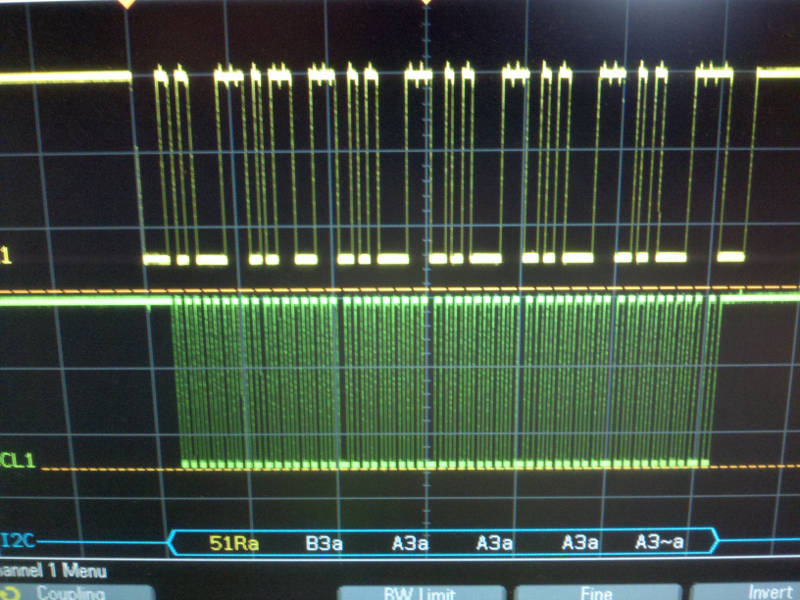 1
CL1
I2C 51Ra B3a A3a A3a A3a A3~a
annel 1 Menu
Coupling BW Limit Fine Invert